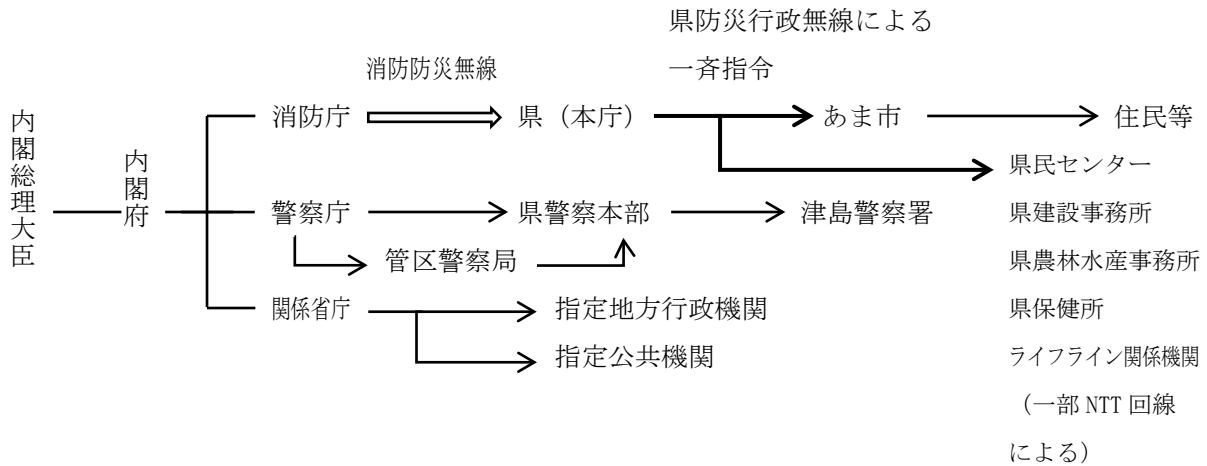 県防災行政無線による
一斉指令
消防防災無線
内閣総理大臣
内閣府
消防庁
県（本庁）
あま市
住民等
県民センター
警察庁
県警察本部
津島警察署
県建設事務所
管区警察局
県農林水産事務所
関係省庁
指定地方行政機関
県保健所
指定公共機関
ライフライン関係機関
（一部 NTT 回線
による）